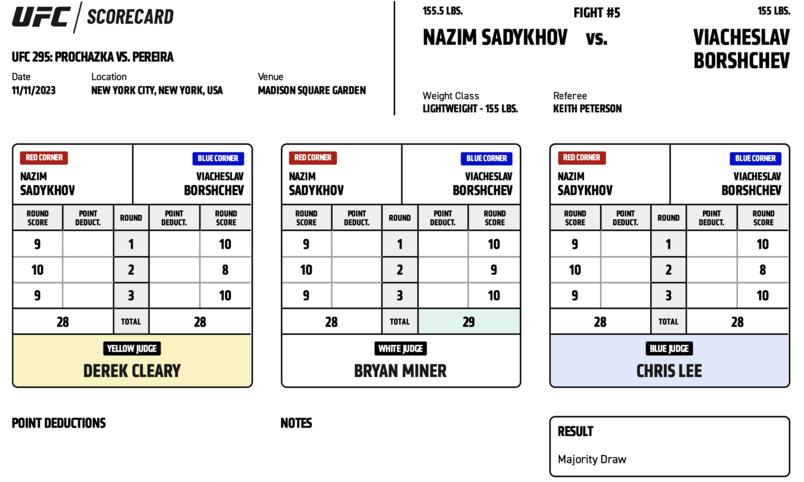 UFC / SCORECARD
UFC 295: PROCHAZKA VS. PEREIRA
Date Location Venue
11/11/2023 NEW YORK CITY, NEW YORK, USA MADISON SQUARE GARDEN
155.5 LBS. FIGHT #5 155 LBS.
NAZIM SADYKHOV vs. VIACHESLAV
BORSHCHEV
Weight Class Referee
LIGHTWEIGHT - 155 LBS. KEITH PETERSON
RED CORNER BLUE CORNER
NAZIM VIACHESLAV
SADYKHOV BORSHCHEV
ROUND POINT ROUND POINT ROUND
SCORE DEDUCT. DEDUCT. SCORE
9 1 10
10 2 8
9 3 10
28 TOTAL 28
YELLOW JUDGE
DEREK CLEARY
RED CORNER BLUE CORNER
NAZIM VIACHESLAV
SADYKHOV BORSHCHEV
ROUND POINT ROUND POINT ROUND
SCORE DEDUCT. DEDUCT. SCORE
9 1 10
10 2 9
9 3 10
28 TOTAL 29
WHITE JUDGE
BRYAN MINER
RED CORNER BLUE CORNER
NAZIM VIACHESLAV
SADYKHOV BORSHCHEV
ROUND POINT ROUND POINT ROUND
SCORE DEDUCT. DEDUCT. SCORE
9 1 10
10 2 8
9 3 10
28 TOTAL 28
BLUE JUDGE
CHRIS LEE
POINT DEDUCTIONS
NOTES
RESULT
Majority Draw